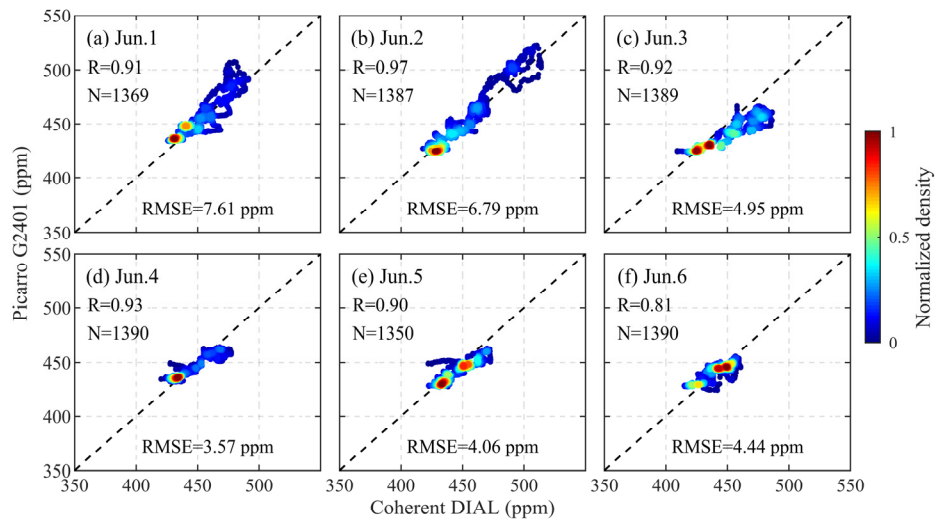 550
500
450
400
350
(a) Jun.1
R=0.91
N=1369
RMSE=7.61 ppm
(b) Jun.2
R=0.97
N=1387
RMSE=6.79 ppm
(c) Jun.3
R=0.92
N=1389
RMSE=4.95 ppm
550
500
450
400
350
(d) Jun.4
R=0.93
N=1390
RMSE=3.57 ppm
(e) Jun.5
R=0.90
N=1350
RMSE=4.06 ppm
(f) Jun.6
R=0.81
N=1390
RMSE=4.44 ppm
350 400 450 500 350 400 450 500 350 400 450 500 550
Coherent DIAL (ppm)
Picarro G2401 (ppm)
1
0.5
0
Normalized density